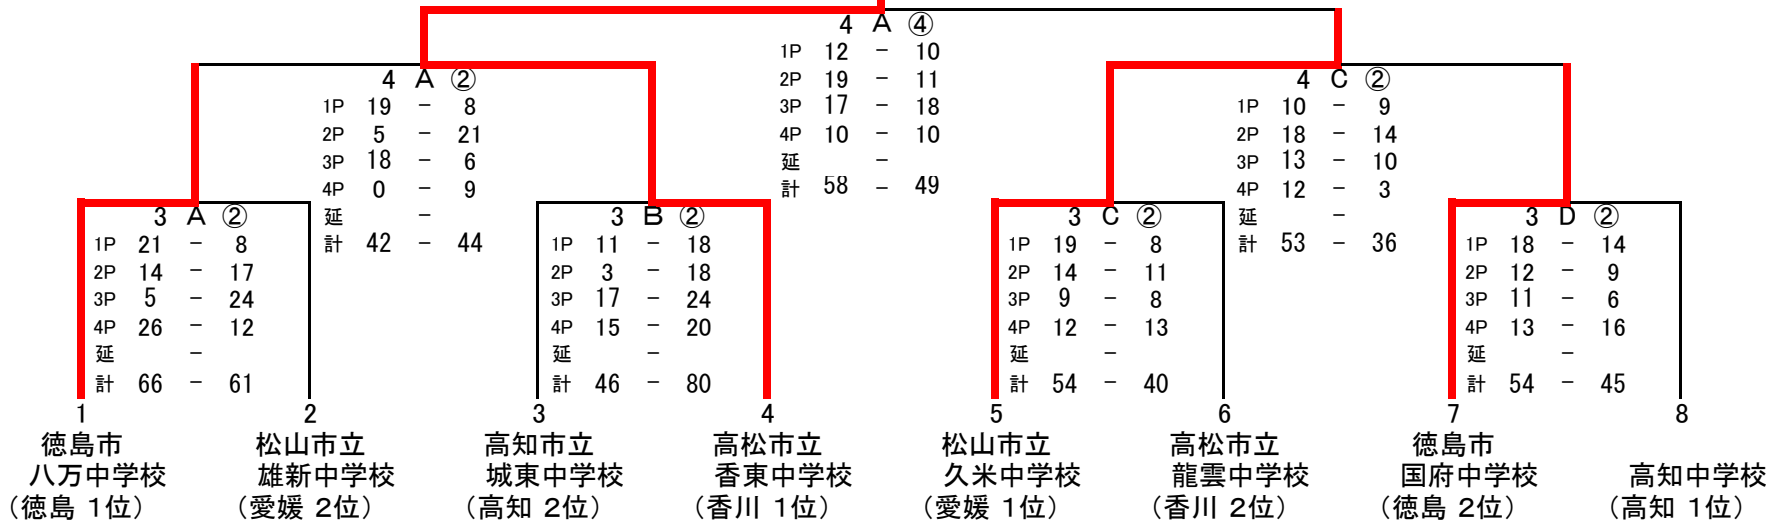 4 A ④
1P 12 - 10
2P 19 - 11
3P 17 - 18
4P 10 - 10
延 -
計 58 - 49
4 A ②
1P 19 - 8
2P 5 - 21
3P 18 - 6
4P 0 - 9
延 -
計 42 - 44
4 C ②
1P 10 - 9
2P 18 - 14
3P 13 - 10
4P 12 - 3
延 -
計 53 - 36
3 A ②
1P 21 - 8
2P 14 - 17
3P 5 - 24
4P 26 - 12
延 -
計 66 - 61
3 B ②
1P 11 - 18
2P 3 - 18
3P 17 - 24
4P 15 - 20
延 -
計 46 - 80
3 C ②
1P 19 - 8
2P 14 - 11
3P 9 - 8
4P 12 - 13
延 -
計 54 - 40
3 D ②
1P 18 - 14
2P 12 - 9
3P 11 - 6
4P 13 - 16
延 -
計 54 - 45
1
徳島市
八万中学校
（徳島 1位）
2
松山市立
雄新中学校
（愛媛 2位）
3
高知市立
城東中学校
（高知 2位）
4
高松市立
香東中学校
（香川 1位）
5
松山市立
久米中学校
（愛媛 1位）
6
高松市立
龍雲中学校
（香川 2位）
7
徳島市
国府中学校
（徳島 2位）
8
高知中学校
（高知 1位）